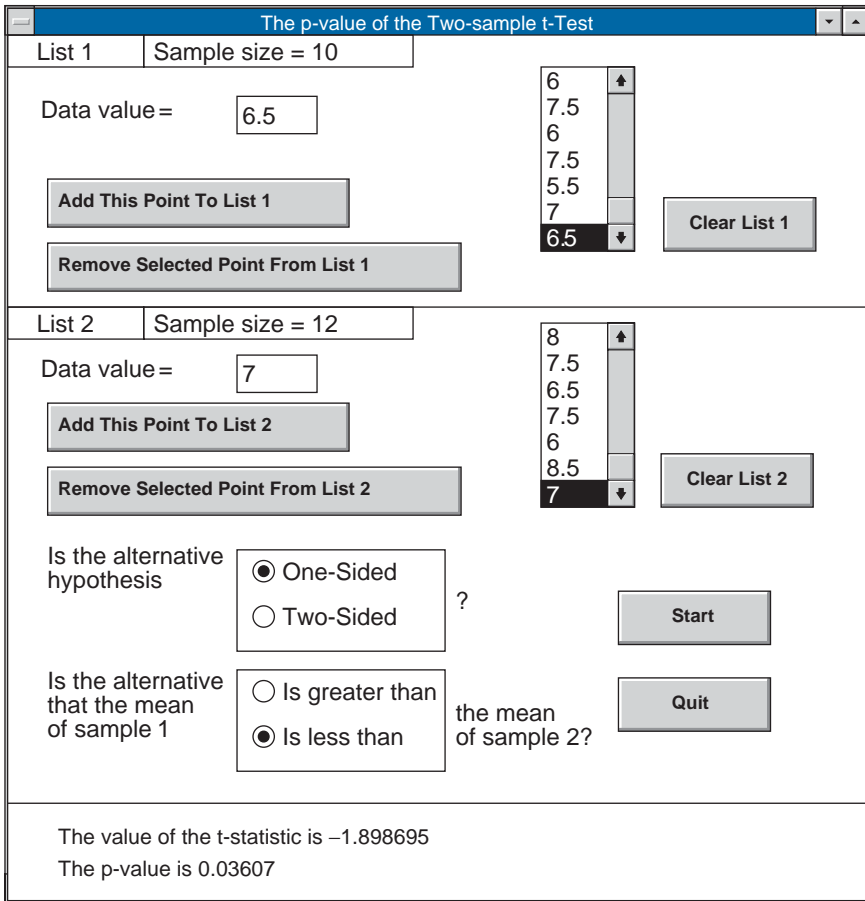 The p-value of the Two-sample t-Test
List 1 Sample size = 10
Data value = 6.5
Add This Point To List 1
Remove Selected Point From List 1
6
7.5
6
7.5
5.5
7
6.5
Clear List 1
List 2 Sample size = 12
Data value = 7
Add This Point To List 2
Remove Selected Point From List 2
8
7.5
6.5
7.5
6
8.5
7
Clear List 2
Is the alternative
hypothesis
One-Sided
Two-Sided
?
Start
Is the alternative
that the mean
of sample 1
Is greater than
Is less than
the mean
of sample 2?
Quit
The value of the t-statistic is −1.898695
The p-value is 0.03607